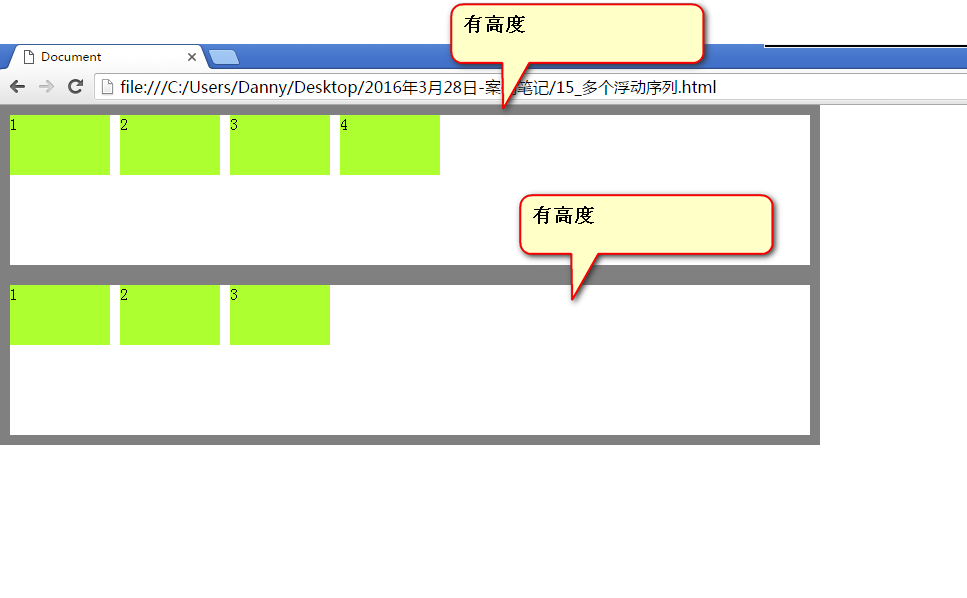 有高度
Document
file:///C:/Users/Danny/Desktop/2016年3月28日-案 笔记/15_多个浮动序列.html
1 2 3 4
有高度
1 2 3